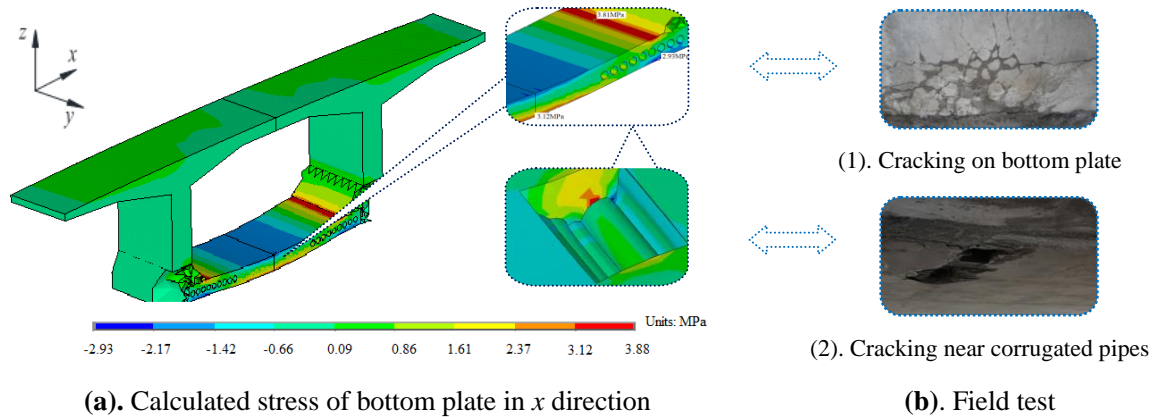 z
x
y
3.81MPa
2.93MPa
3.12MPa
(1). Cracking on bottom plate
Units: MPa
-2.93 -2.17 -1.42 -0.66 0.09 0.86 1.61 2.37 3.12 3.88
(2). Cracking near corrugated pipes
(a). Calculated stress of bottom plate in x direction
(b). Field test